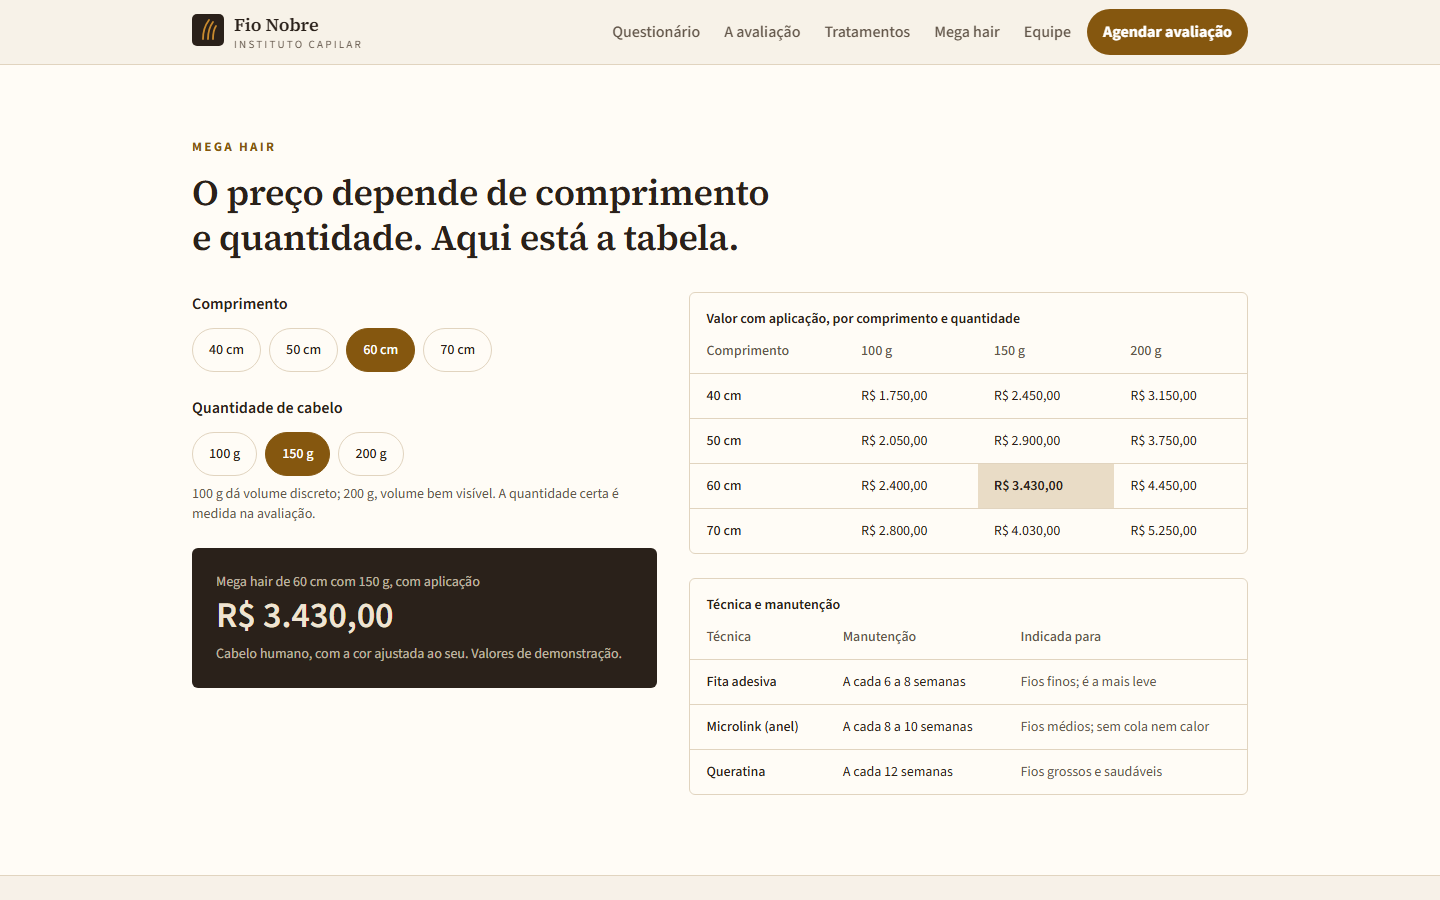 Fio Nobre
INSTITUTO CAPILAR
Questionário
A avaliação
Tratamentos
Mega hair
Equipe
Agendar avaliação
MEGA HAIR
O preço depende de comprimento
e quantidade. Aqui está a tabela.
Comprimento
40 cm
50 cm
60 cm
70 cm
Quantidade de cabelo
100 g
150 g
200 g
100 g dá volume discreto; 200 g, volume bem visível. A quantidade certa é
medida na avaliação.
Mega hair de 60 cm com 150 g, com aplicação
R$ 3.430,00
Cabelo humano, com a cor ajustada ao seu. Valores de demonstração.
Valor com aplicação, por comprimento e quantidade
Comprimento 100 g 150 g 200 g
40 cm R$ 1.750,00 R$ 2.450,00 R$ 3.150,00
50 cm R$ 2.050,00 R$ 2.900,00 R$ 3.750,00
60 cm R$ 2.400,00 R$ 3.430,00 R$ 4.450,00
70 cm R$ 2.800,00 R$ 4.030,00 R$ 5.250,00
Técnica e manutenção
Técnica Manutenção Indicada para
Fita adesiva A cada 6 a 8 semanas Fios finos; é a mais leve
Microlink (anel) A cada 8 a 10 semanas Fios médios; sem cola nem calor
Queratina A cada 12 semanas Fios grossos e saudáveis